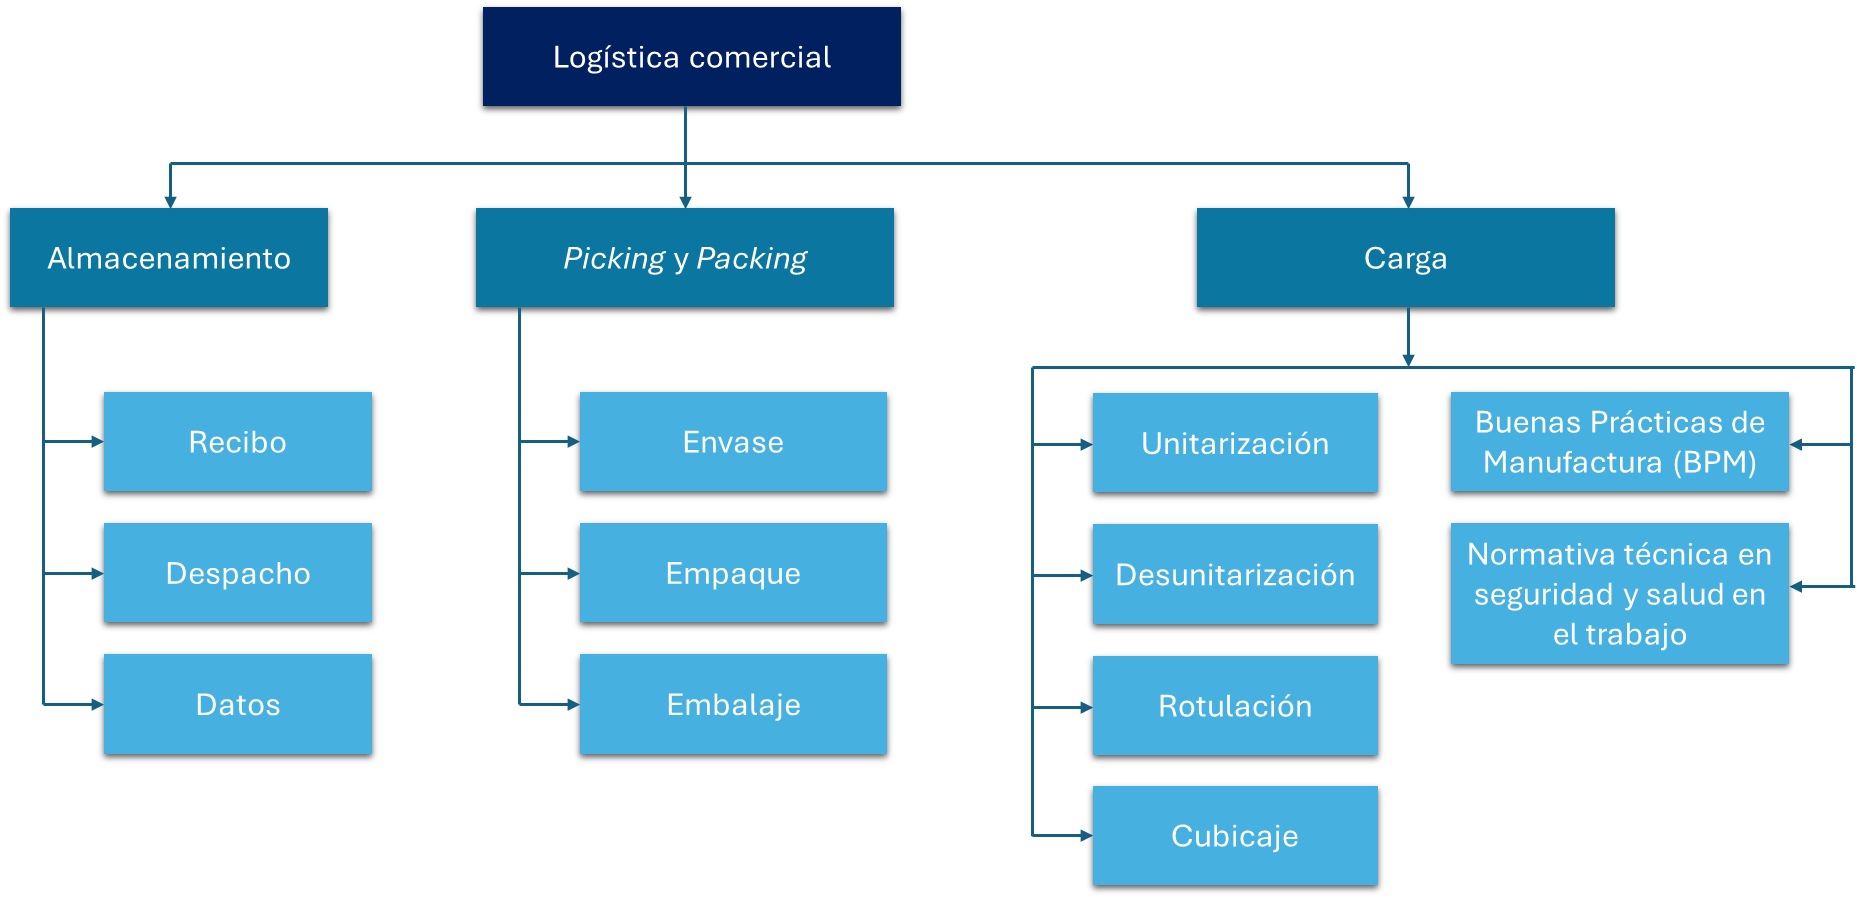 Logística comercial
Almacenamiento
Picking y Packing
Carga
Recibo
Despacho
Datos
Envase
Empaque
Embalaje
Unitarización
Desunitarización
Rotulación
Cubicaje
Buenas Prácticas de
Manufactura (BPM)
Normativa técnica en
seguridad y salud en
el trabajo